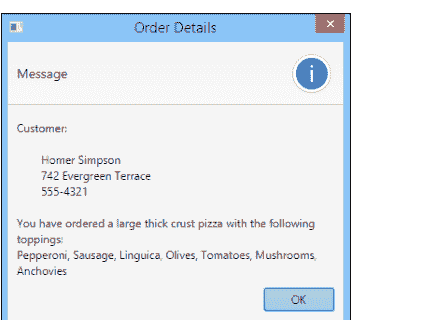 Order Details
Message
i
Customer:
Homer Simpson
742 Evergreen Terrace
555-4321
You have ordered a large thick crust pizza with the following
toppings:
Pepperoni, Sausage, Linguica, Olives, Tomatoes, Mushrooms,
Anchovies
OK